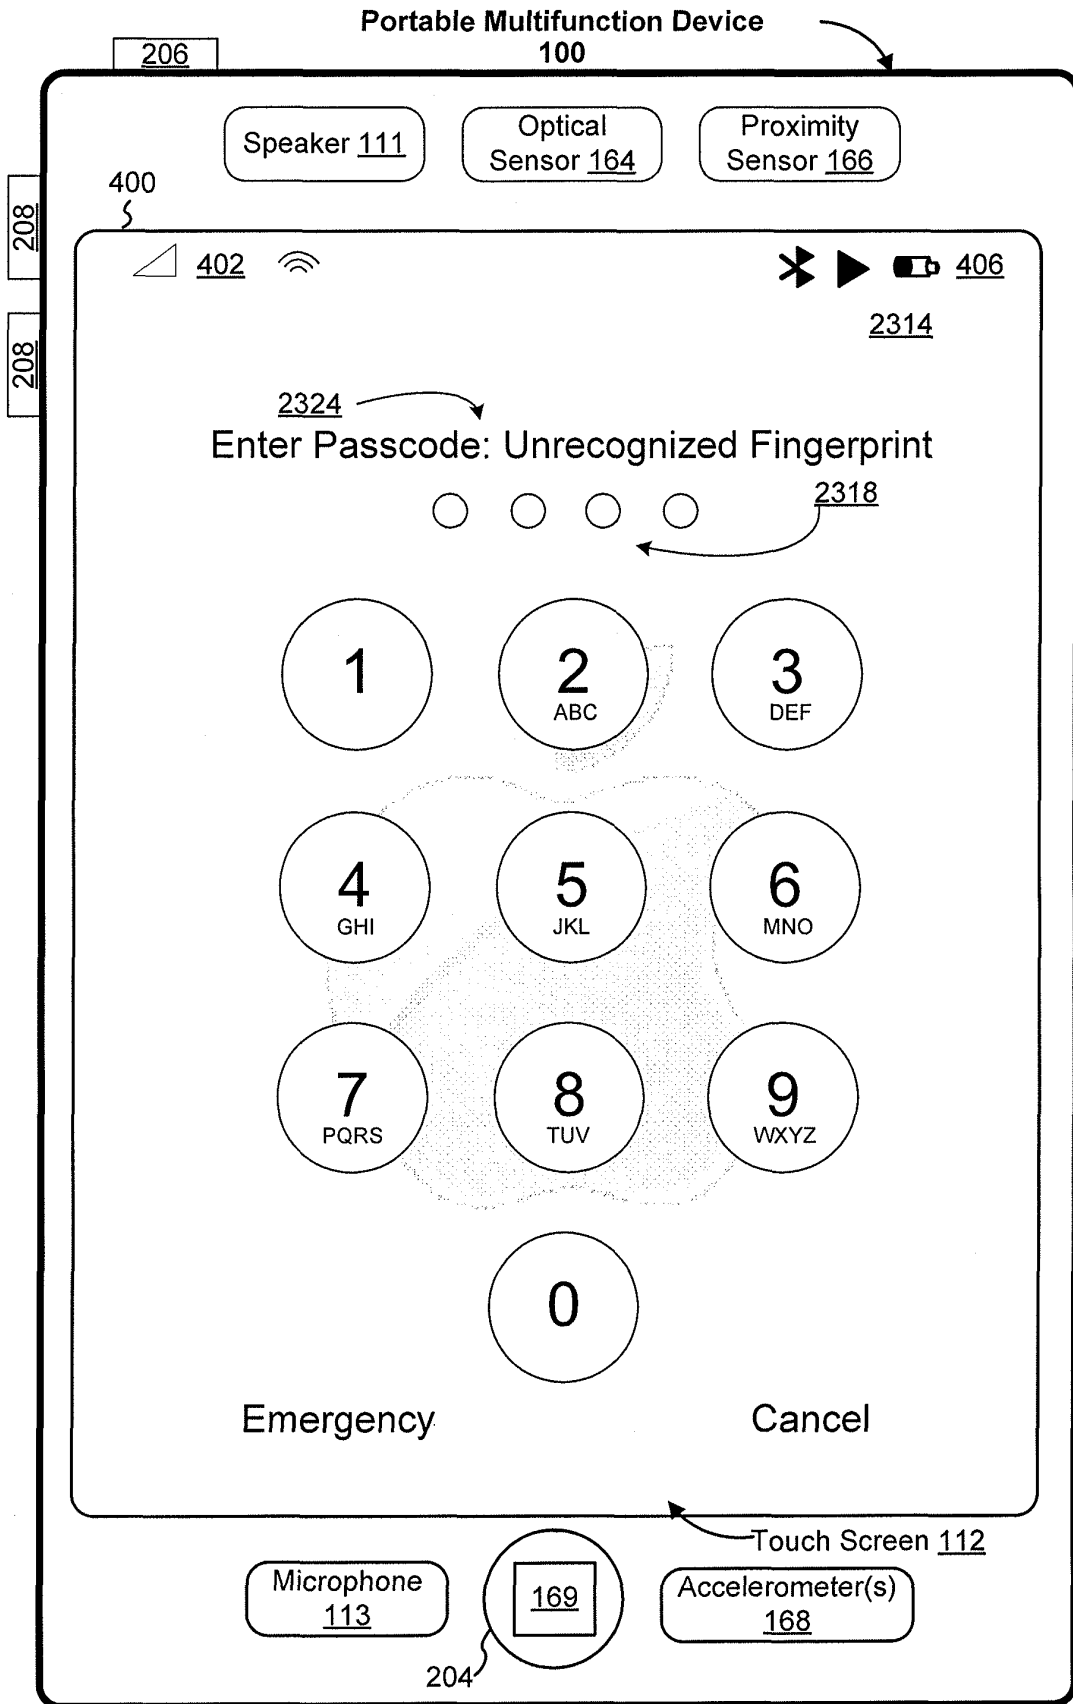 Portable Multifunction Device
100
206
Speaker 111
Optical
Sensor 164
Proximity
Sensor 166
400
208
208
402
406
2314
2324
Enter Passcode: Unrecognized Fingerprint
2318
1
2
ABC
3
DEF
4
GHI
5
JKL
6
MNO
7
PQRS
8
TUV
9
WXYZ
0
Emergency
Cancel
Touch Screen 112
Microphone
113
169
Accelerometer(s)
168
204